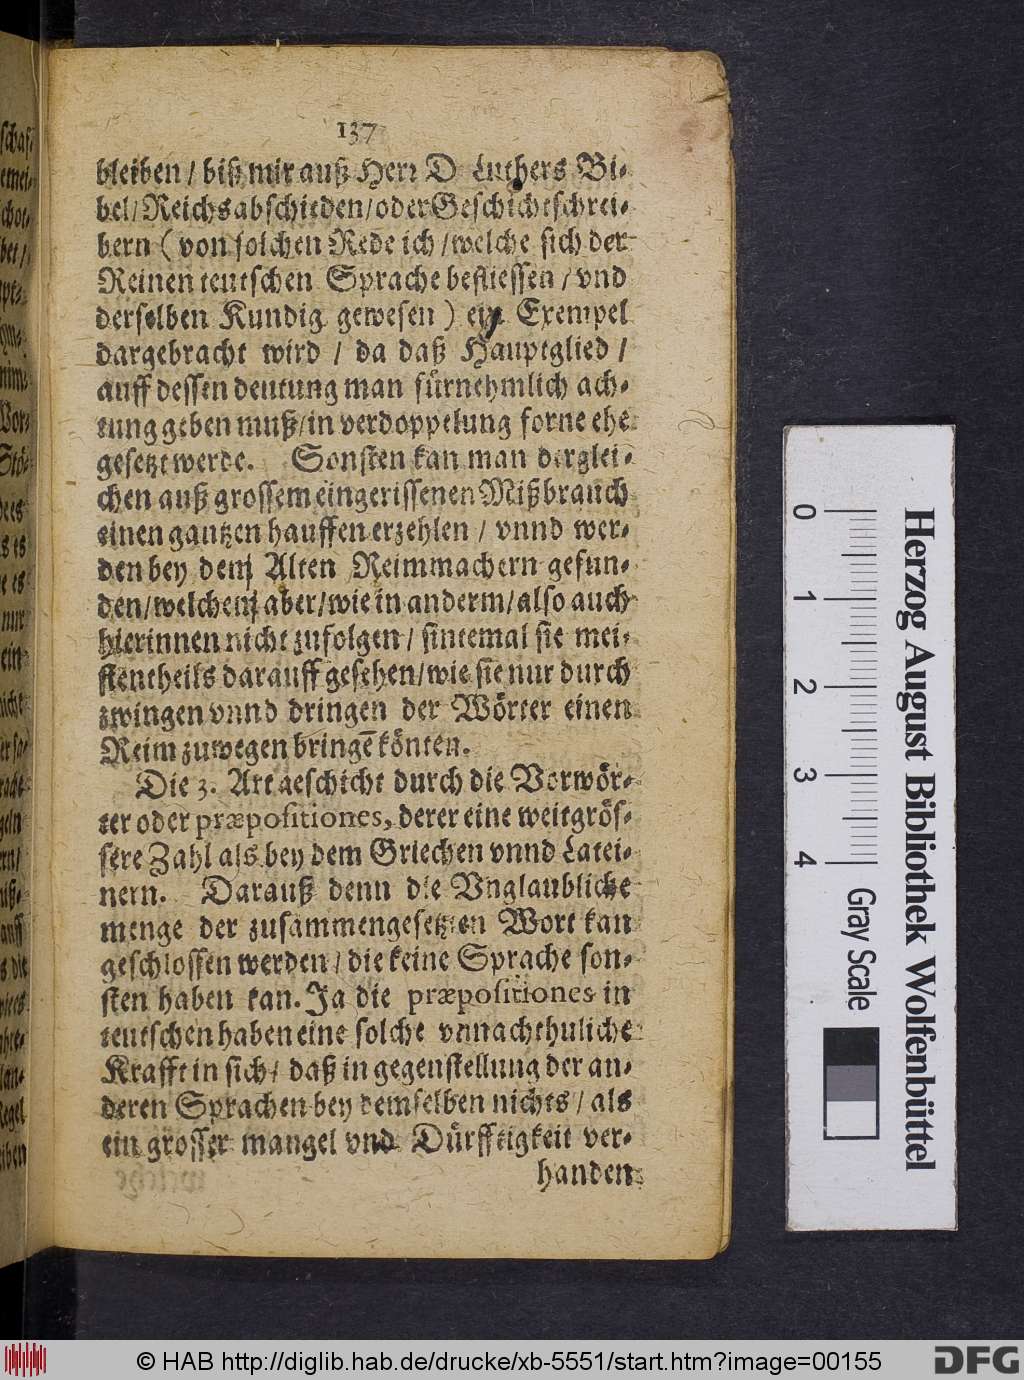 137
bleiben / biß mir auß Herr D Luthers Bi-
bel / Reichsabschieden / oder Geschichtschrei-
bern ( von solchen Rede ich / welche sich der
Reinen teutschen Sprache befliessen / vnd
derselben Kundig gewesen ) ein Exempel
dargebracht wird / da daß Hauptglied /
auff dessen deutung man fürnehmlich ach-
tung geben muß / in verdoppelung forne ehe
gesetzt werde. Sonsten kan man derglei-
chen auß grossem eingerissenen Mißbrauch
einen gantzen hauffen erzehlen / vnnd wer-
den bey den Alten Reimmachern gefun-
den / welchen aber / wie in anderm / also auch
hierinnen nicht zufolgen / sintemal sie mei-
stentheils darauff gesehen / wie sie nur durch
zwingen vnnd dringen der Wörter einen
Reim zuwegen bringē könten.
Die 3. Art geschicht durch die Vorwör-
ter oder præpositiones, derer eine weitgrös-
sere Zahl als bey dem Griechen vnnd Latei-
nern. Darauß denn die Vnglaubliche
menge der zusammengesetzten Wort kan
geschlossen werden / die keine Sprache son-
sten haben kan. Ja die præpositiones in
teutschen haben eine solche vnnachthuliche
Krafft in sich / daß in gegenstellung der an-
deren Sprachen bey demselben nichts / als
ein grosser mangel vnd Dürfftigkeit ver-
handen
0 1 2 3 4
Gray Scale
Herzog August Bibliothek Wolfenbüttel
© HAB http://diglib.hab.de/drucke/xb-5551/start.htm?image=00155
DFG